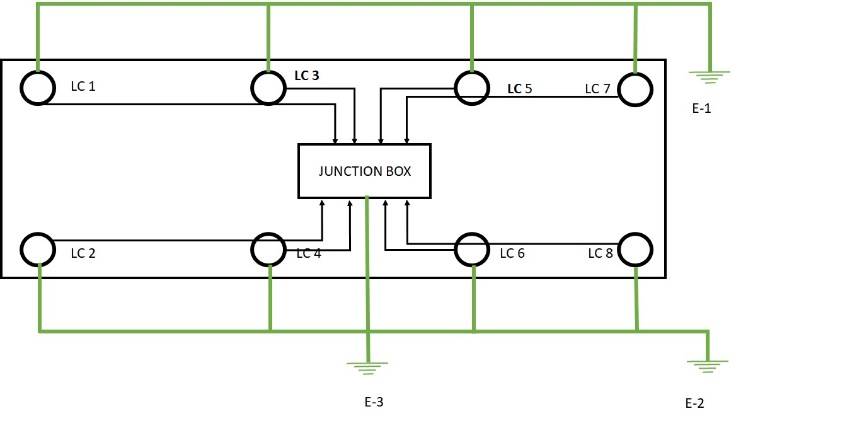 LC 1
LC 3
LC 5
LC 7
E-1
JUNCTION BOX
LC 2
LC 4
LC 6
LC 8
E-3
E-2